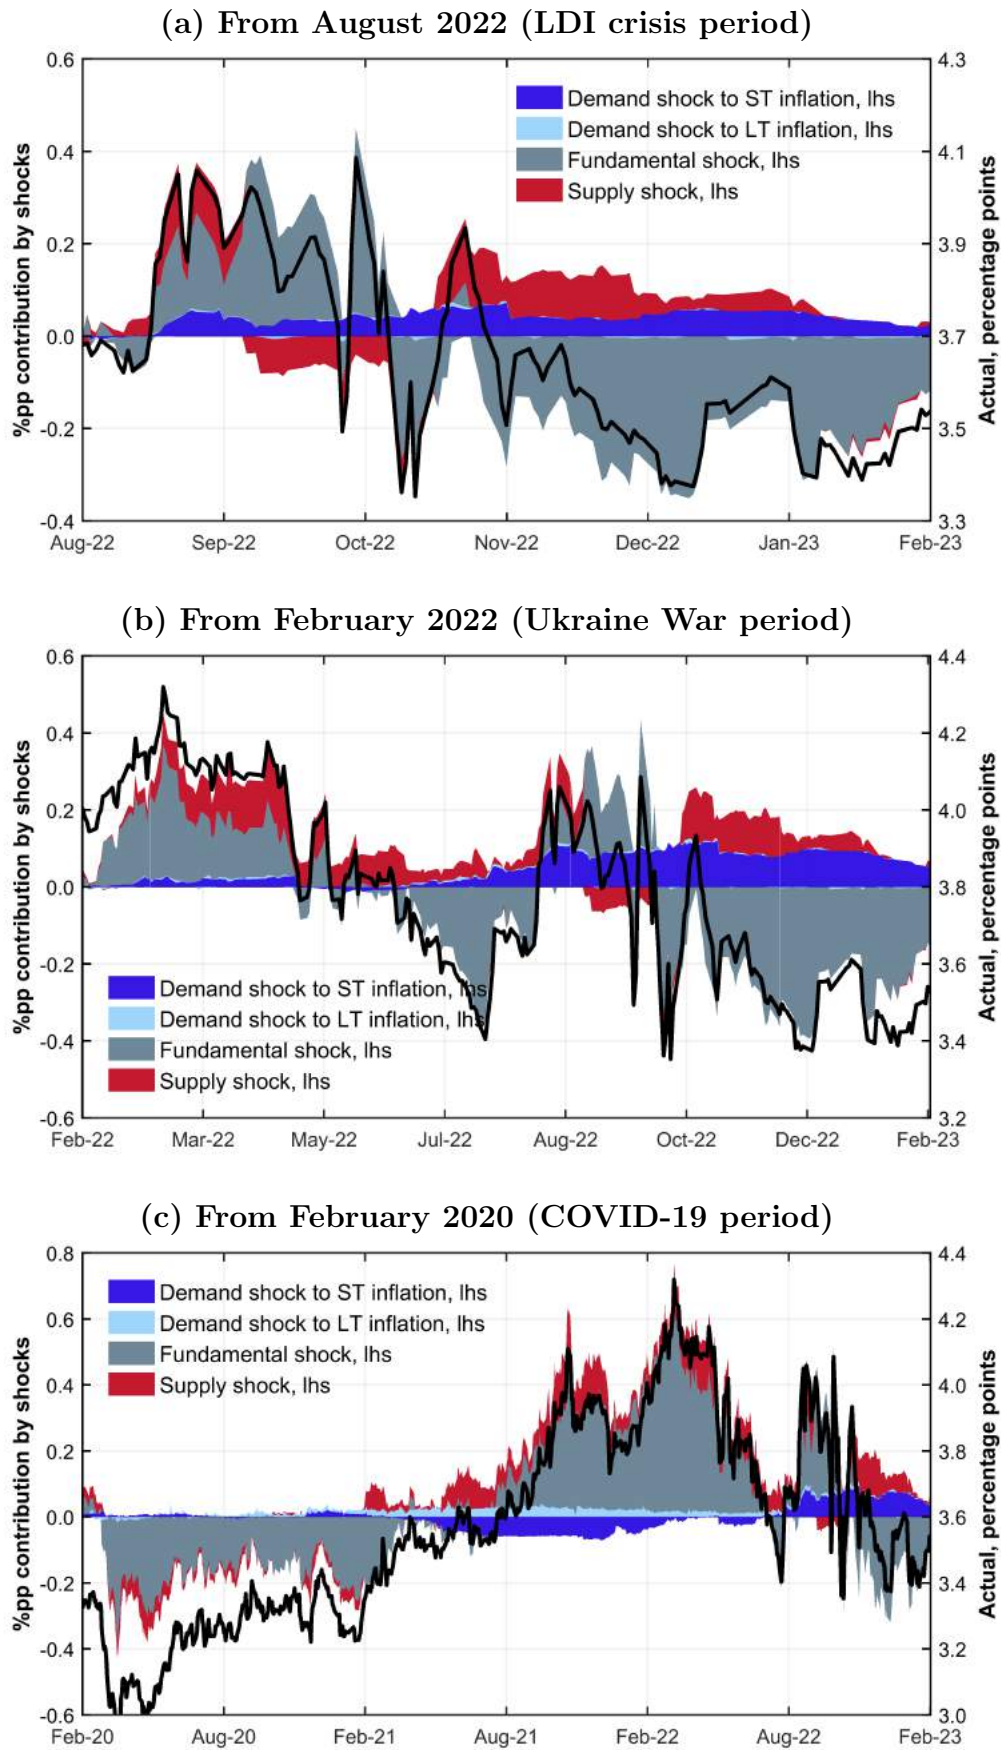 (a) From August 2022 (LDI crisis period)
0.6
0.4
0.2
0.0
-0.2
-0.4
%pp contribution by shocks
Demand shock to ST inflation, lhs
Demand shock to LT inflation, lhs
Fundamental shock, lhs
Supply shock, lhs
4.3
4.1
3.9
3.7
3.5
3.3
Actual, percentage points
Aug-22 Sep-22 Oct-22 Nov-22 Dec-22 Jan-23 Feb-23
(b) From February 2022 (Ukraine War period)
0.6
0.4
0.2
0.0
-0.2
-0.4
-0.6
%pp contribution by shocks
Demand shock to ST inflation, lhs
Demand shock to LT inflation, lhs
Fundamental shock, lhs
Supply shock, lhs
4.4
4.2
4.0
3.8
3.6
3.4
3.2
Actual, percentage points
Feb-22 Mar-22 May-22 Jul-22 Aug-22 Oct-22 Dec-22 Feb-23
(c) From February 2020 (COVID-19 period)
0.8
0.6
0.4
0.2
0.0
-0.2
-0.4
-0.6
%pp contribution by shocks
Demand shock to ST inflation, lhs
Demand shock to LT inflation, lhs
Fundamental shock, lhs
Supply shock, lhs
4.4
4.2
4.0
3.8
3.6
3.4
3.2
3.0
Actual, percentage points
Feb-20 Aug-20 Feb-21 Aug-21 Feb-22 Aug-22 Feb-23